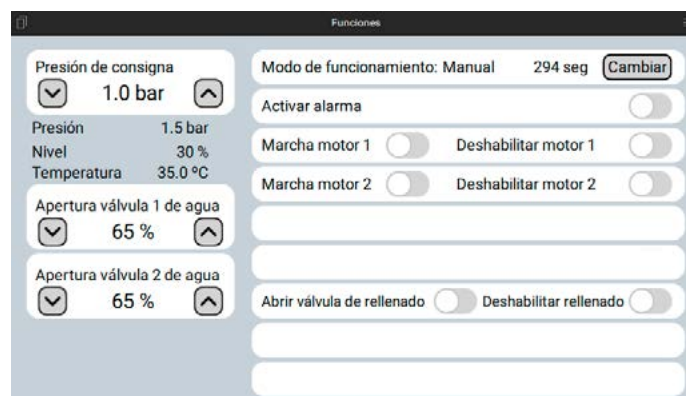 Funciones
Presión de consigna
1.0 bar
Presión 1.5 bar
Nivel 30 %
Temperatura 35.0 ºC
Apertura válvula 1 de agua
65 %
Apertura válvula 2 de agua
65 %
Modo de funcionamiento: Manual 294 seg Cambiar
Activar alarma
Marcha motor 1 Deshabilitar motor 1
Marcha motor 2 Deshabilitar motor 2
Abrir válvula de rellenado Deshabilitar rellenado